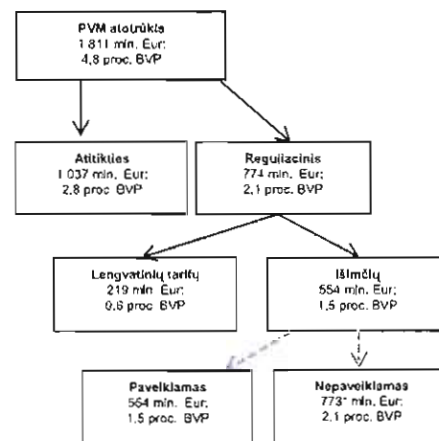 PVM atotrūkis
1 811 mln. Eur;
4,8 proc. BVP
Atitikties
1 037 mln. Eur;
2,8 proc BVP
Reguliacinis
774 mln. Eur;
2,1 proc. BVP
Lengvatinių tarifų
219 mln Eur;
0,6 proc BVP
Išimčių
554 mln. Eur;
1,5 proc. BVP
Paveikiamas
564 mln. Eur;
1,5 proc. BVP
Nepaveikiamas
773* mln. Eur;
2,1 proc. BVP